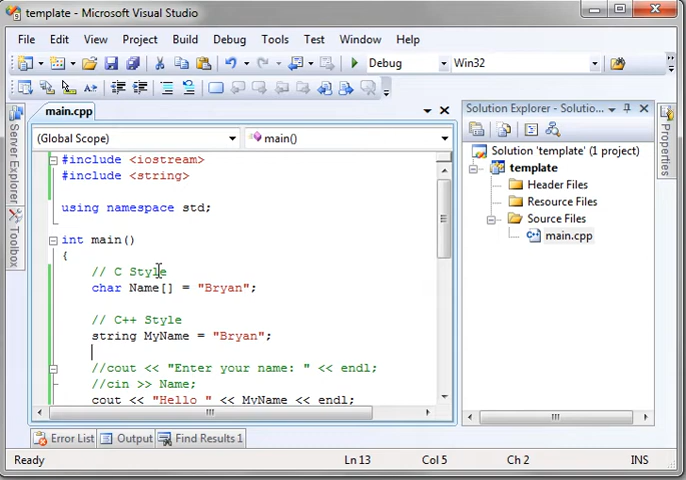 template - Microsoft Visual Studio
File Edit View Project Build Debug Tools Test Window Help
Debug Win32
main.cpp
(Global Scope) main()
#include <iostream>
#include <string>
using namespace std;
int main()
{
// C Style
char Name[] = "Bryan";
// C++ Style
string MyName = "Bryan";
//cout << "Enter your name: " << endl;
//cin >> Name;
cout << "Hello " << MyName << endl;
Server Explorer
Toolbox
Solution Explorer - Solutio...
Solution 'template' (1 project)
template
Header Files
Resource Files
Source Files
main.cpp
Properties
Error List Output Find Results 1
Ready Ln 13 Col 5 Ch 2 INS